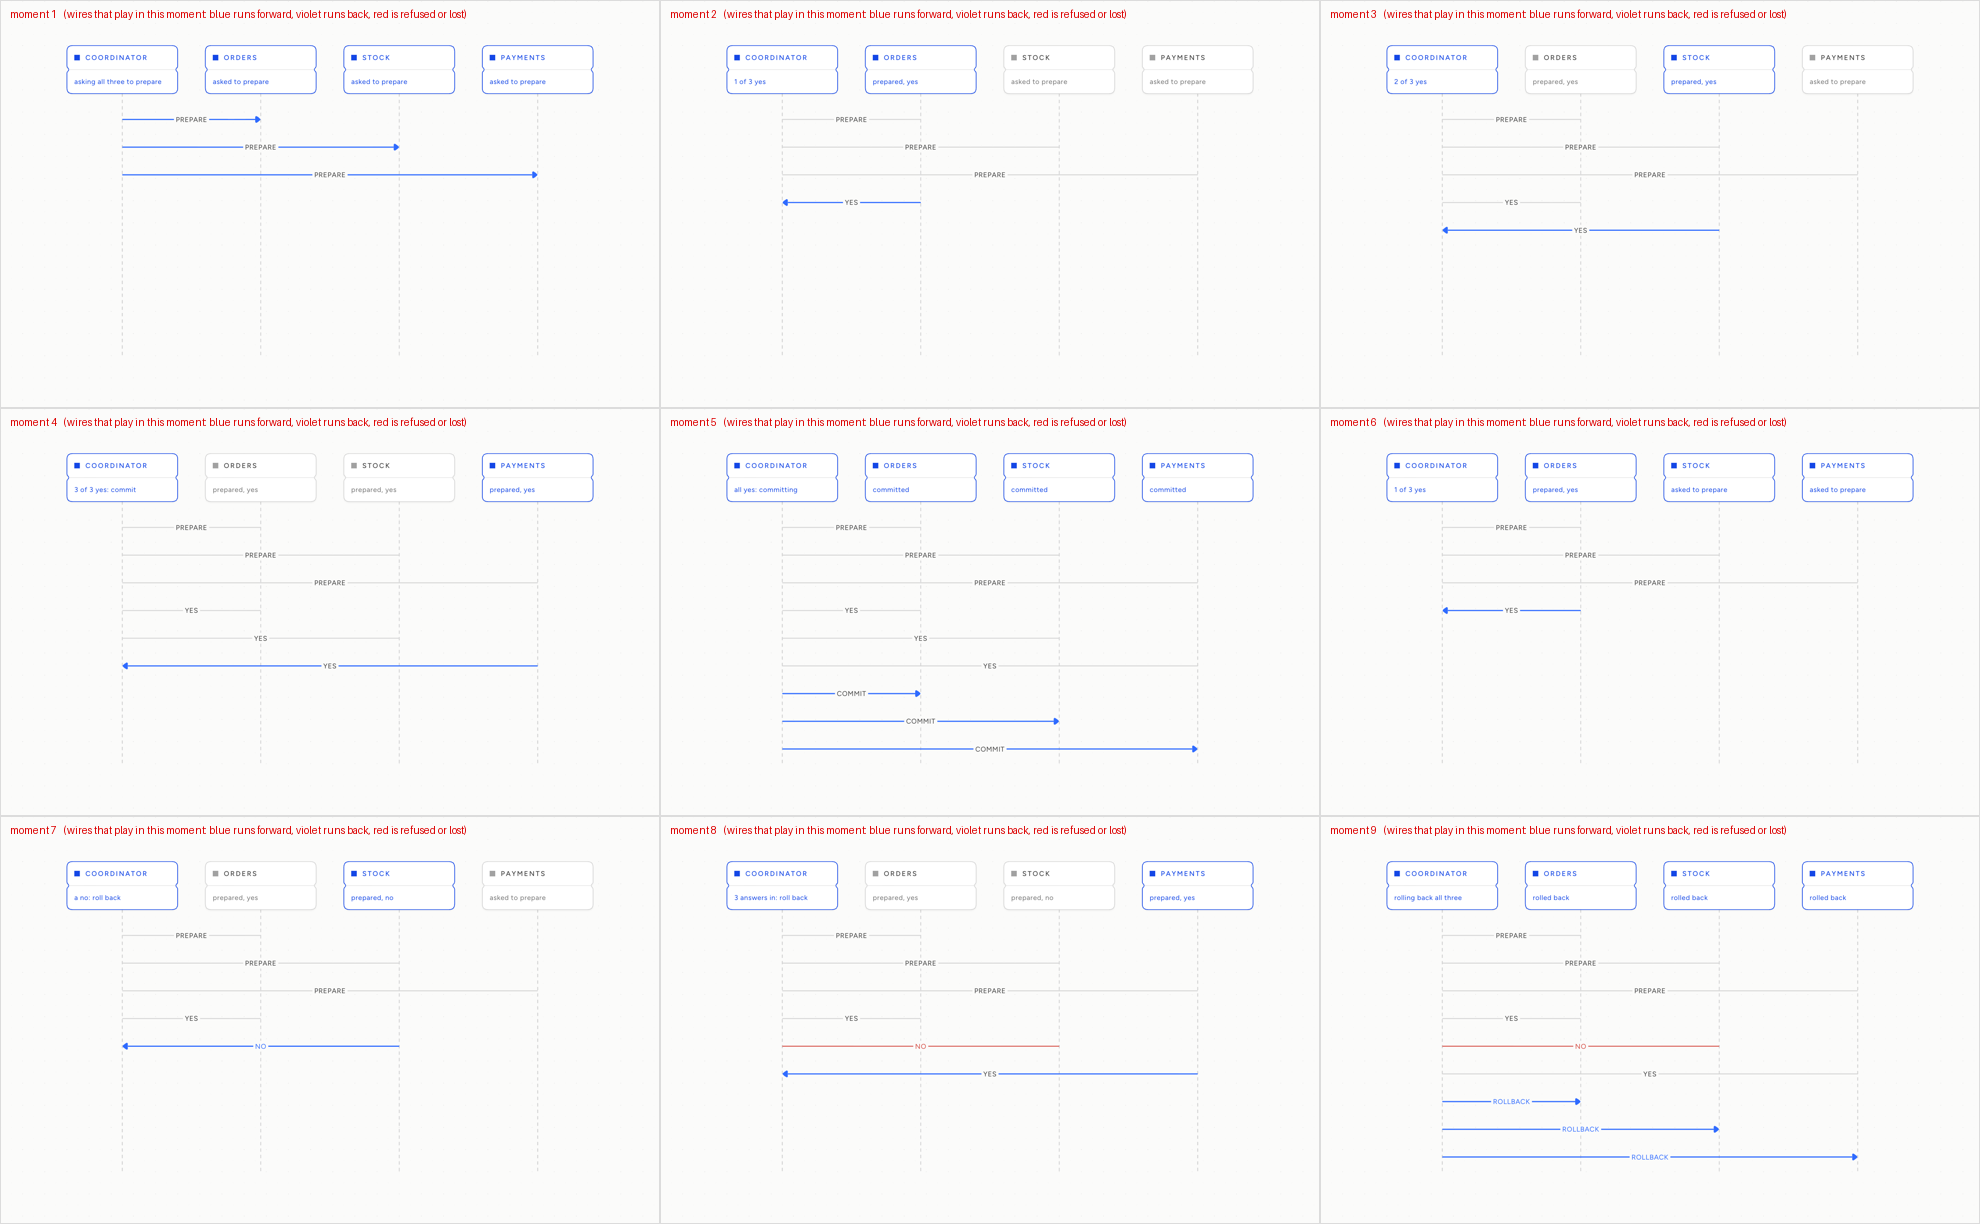 moment 1 (wires that play in this moment: blue runs forward, violet runs back, red is refused or lost)
COORDINATOR ORDERS STOCK PAYMENTS
asking all three to prepare asked to prepare asked to prepare asked to prepare
PREPARE
PREPARE
PREPARE
moment 2 (wires that play in this moment: blue runs forward, violet runs back, red is refused or lost)
COORDINATOR ORDERS STOCK PAYMENTS
1 of 3 yes prepared, yes asked to prepare asked to prepare
PREPARE
PREPARE
PREPARE
YES
moment 3 (wires that play in this moment: blue runs forward, violet runs back, red is refused or lost)
COORDINATOR ORDERS STOCK PAYMENTS
2 of 3 yes prepared, yes prepared, yes asked to prepare
PREPARE
PREPARE
PREPARE
YES
YES
moment 4 (wires that play in this moment: blue runs forward, violet runs back, red is refused or lost)
COORDINATOR ORDERS STOCK PAYMENTS
3 of 3 yes: commit prepared, yes prepared, yes prepared, yes
PREPARE
PREPARE
PREPARE
YES
YES
YES
moment 5 (wires that play in this moment: blue runs forward, violet runs back, red is refused or lost)
COORDINATOR ORDERS STOCK PAYMENTS
all yes: committing committed committed committed
PREPARE
PREPARE
PREPARE
YES
YES
YES
COMMIT
COMMIT
COMMIT
moment 6 (wires that play in this moment: blue runs forward, violet runs back, red is refused or lost)
COORDINATOR ORDERS STOCK PAYMENTS
1 of 3 yes prepared, yes asked to prepare asked to prepare
PREPARE
PREPARE
PREPARE
YES
moment 7 (wires that play in this moment: blue runs forward, violet runs back, red is refused or lost)
COORDINATOR ORDERS STOCK PAYMENTS
a no: roll back prepared, yes prepared, no asked to prepare
PREPARE
PREPARE
PREPARE
YES
NO
moment 8 (wires that play in this moment: blue runs forward, violet runs back, red is refused or lost)
COORDINATOR ORDERS STOCK PAYMENTS
3 answers in: roll back prepared, yes prepared, no prepared, yes
PREPARE
PREPARE
PREPARE
YES
NO
YES
moment 9 (wires that play in this moment: blue runs forward, violet runs back, red is refused or lost)
COORDINATOR ORDERS STOCK PAYMENTS
rolling back all three rolled back rolled back rolled back
PREPARE
PREPARE
PREPARE
YES
NO
YES
ROLLBACK
ROLLBACK
ROLLBACK